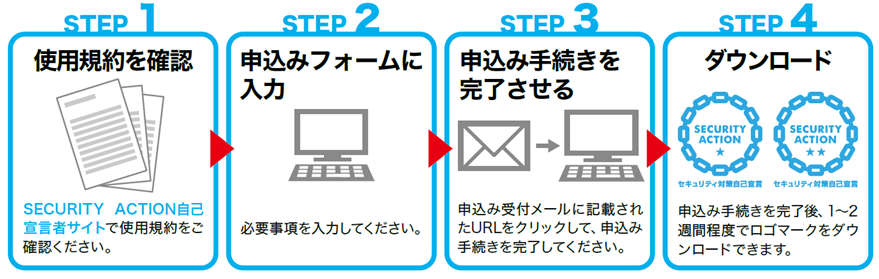 STEP 1
使用規約を確認
SECURITY ACTION自己
宣言者サイトで使用規約をご
確認ください。
STEP 2
申込みフォームに
入力
必要事項を入力してください。
STEP 3
申込み手続きを
完了させる
申込み受付メールに記載され
たURLをクリックして、申込み
手続きを完了してください。
STEP 4
ダウンロード
SECURITY
ACTION
★
セキュリティ対策自己宣言
SECURITY
ACTION
★★
セキュリティ対策自己宣言
申込み手続きを完了後、1~2
週間程度でロゴマークをダウ
ンロードできます。